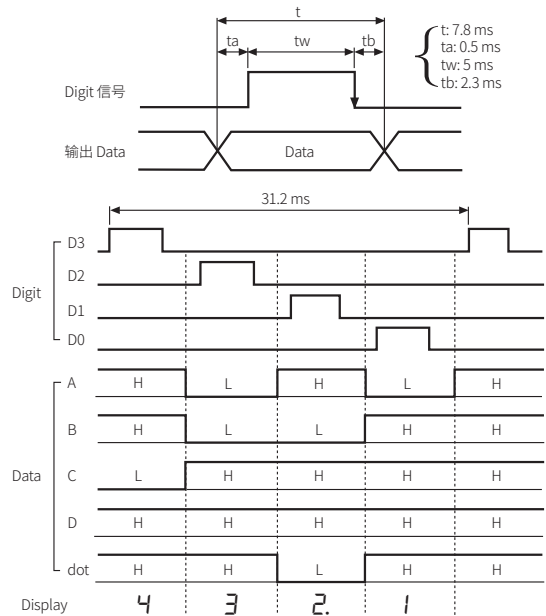 t
ta tw tb
t: 7.8 ms
ta: 0.5 ms
tw: 5 ms
tb: 2.3 ms
Digit 信号
输出 Data
Data
31.2 ms
Digit
D3
D2
D1
D0
Data
A H L H L H
B H L L H H
C L H H H H
D H H H H H
dot H H L H H
Display 4 3 2. 1